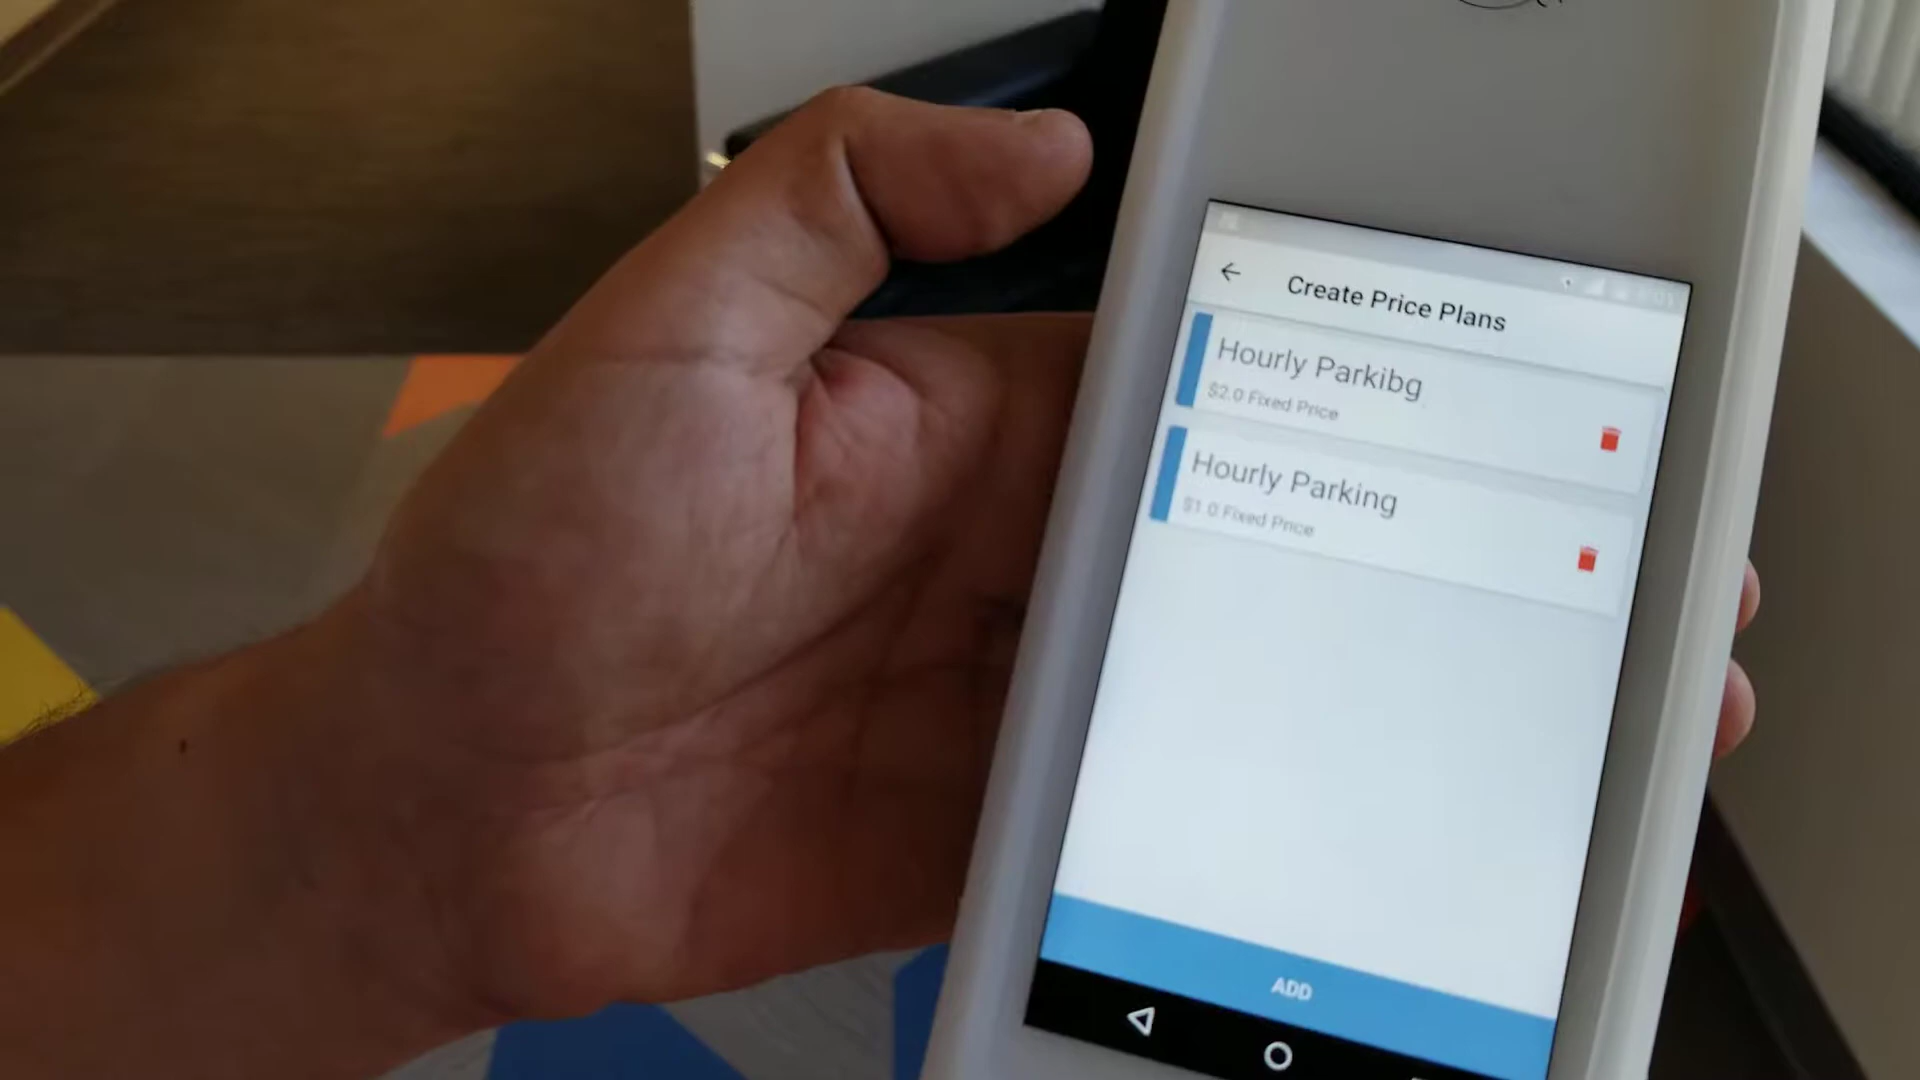 Create Price Plans
Hourly Parkibg
$2.0 Fixed Price
Hourly Parking
$1.0 Fixed Price
ADD